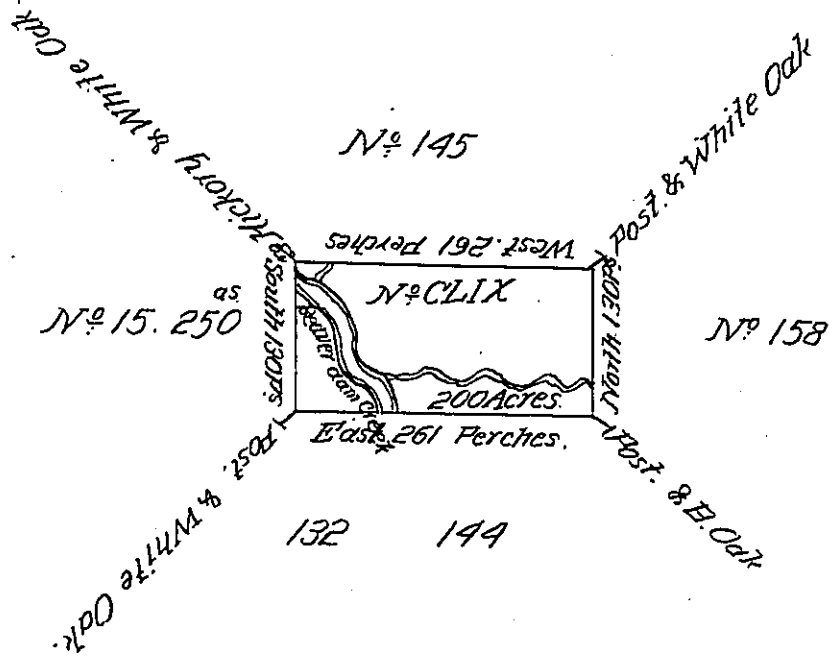 Hickory & White Oak
Post. & White Oak
Nº 145
West. 261 Perches
Nº CLIX
Nº 15. 250 as.
South 130 Ps.
North 130 Ps.
Nº 158
Beaver dam Creek
200 Acres.
East 261 Perches.
Post. & White Oak.
132 144
Post. & B. Oak